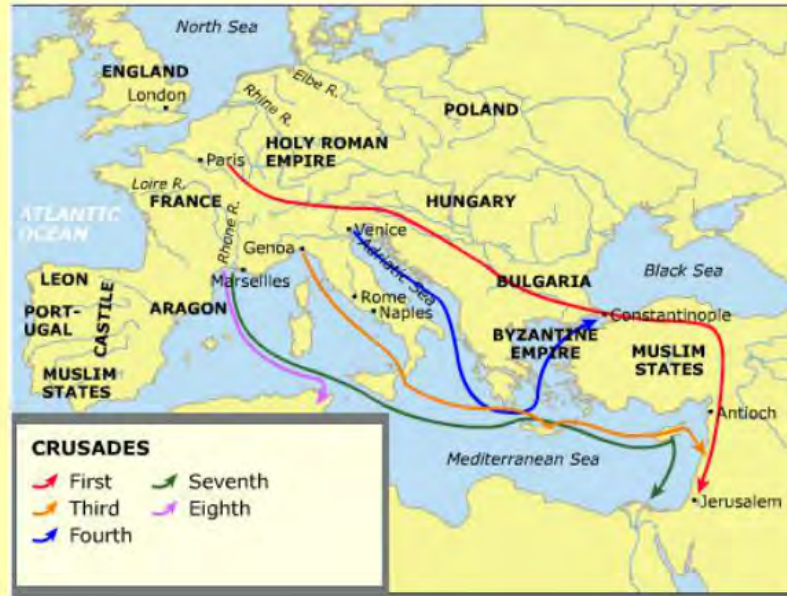 North Sea
ENGLAND
London
Elbe R.
Rhine R.
POLAND
HOLY ROMAN
EMPIRE
Paris
Loire R.
FRANCE
HUNGARY
ATLANTIC
OCEAN
Rhone R.
Genoa
Venice
Adriatic Sea
Black Sea
LEON
Marseilles
BULGARIA
PORT-
UGAL
CASTILE
ARAGON
Rome
Naples
Constantinople
BYZANTINE
EMPIRE
MUSLIM
STATES
MUSLIM
STATES
Antioch
Mediterranean Sea
Jerusalem
CRUSADES
First
Seventh
Third
Eighth
Fourth